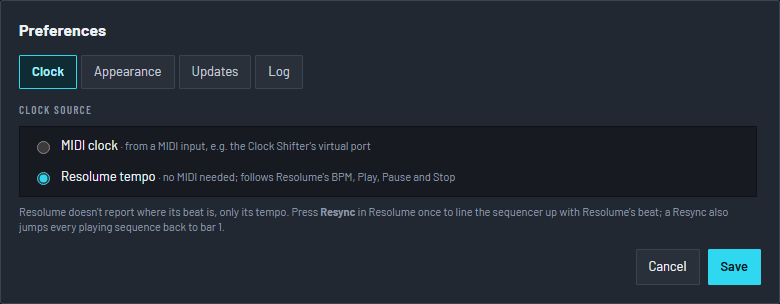 Preferences
Clock Appearance Updates Log
CLOCK SOURCE
MIDI clock · from a MIDI input, e.g. the Clock Shifter's virtual port
Resolume tempo · no MIDI needed; follows Resolume's BPM, Play, Pause and Stop
Resolume doesn't report where its beat is, only its tempo. Press Resync in Resolume once to line the sequencer up with Resolume's beat; a Resync also
jumps every playing sequence back to bar 1.
Cancel Save